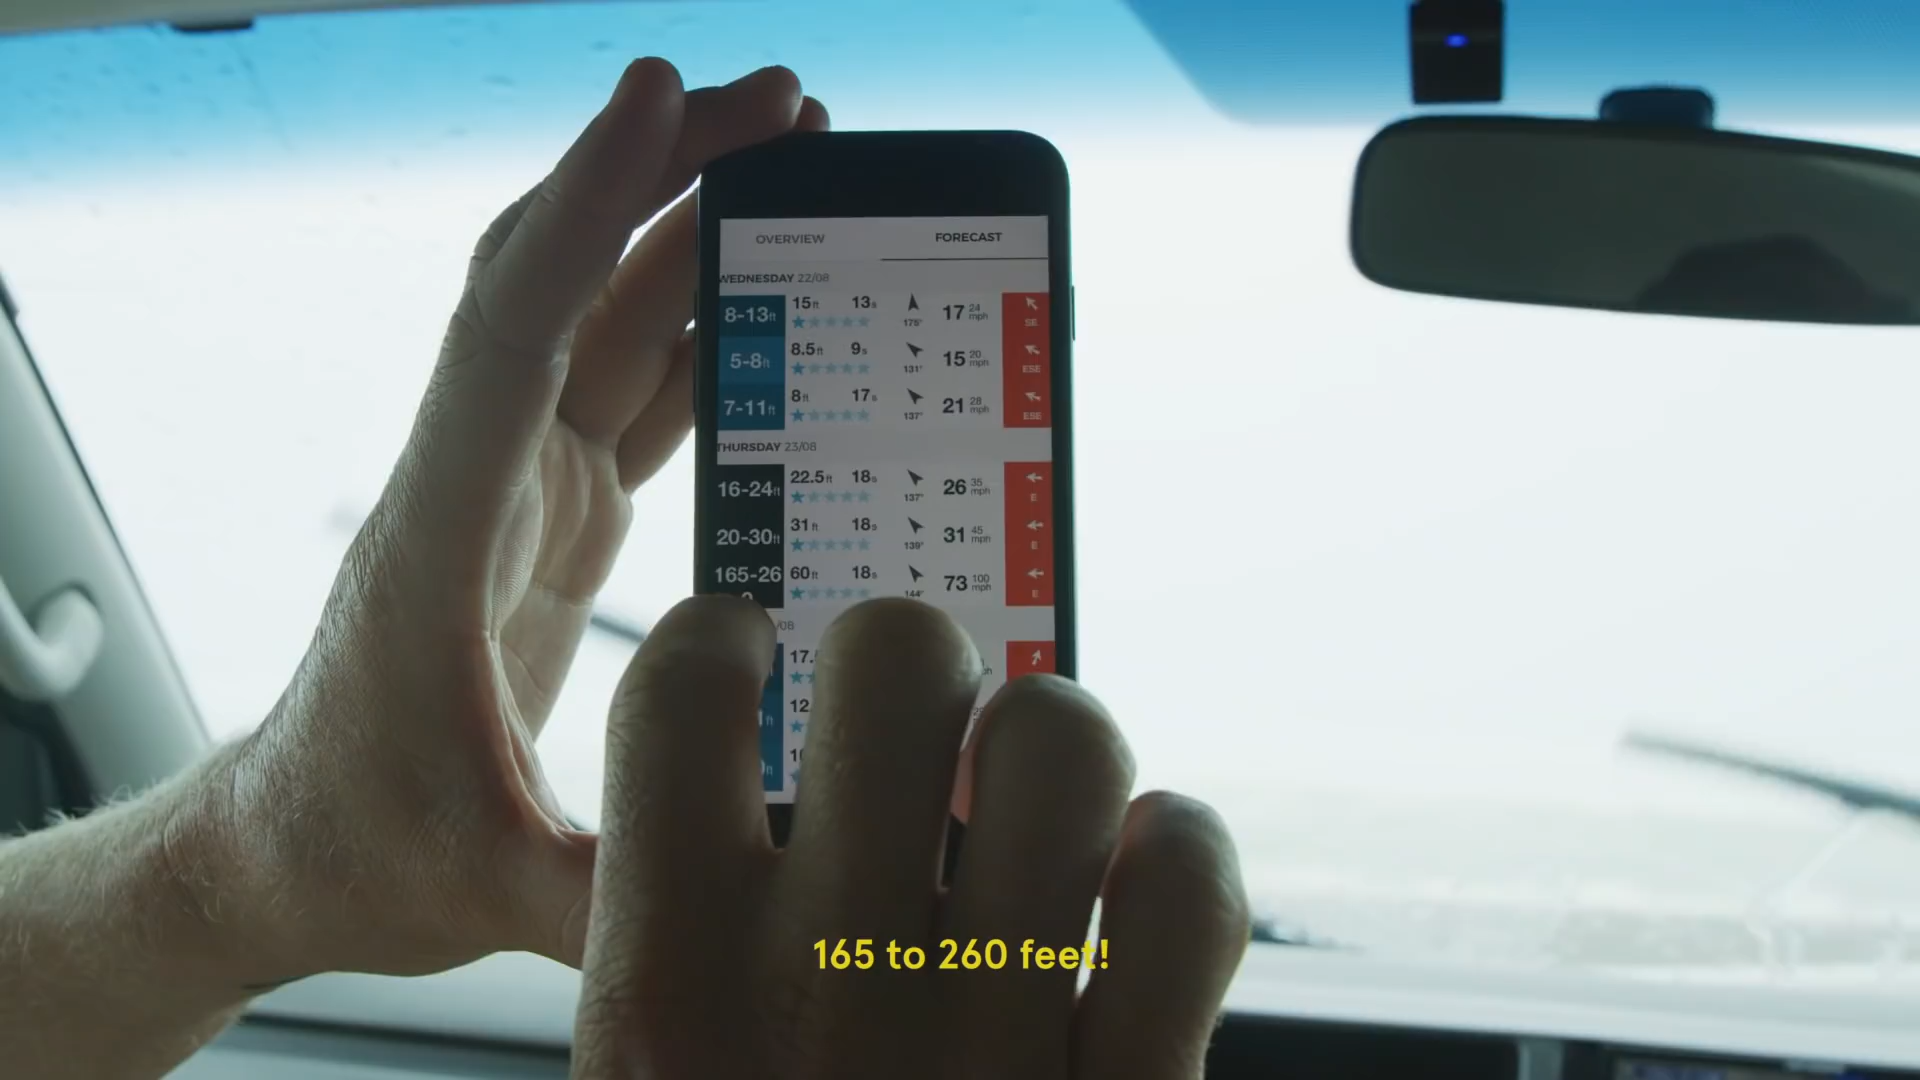 OVERVIEW FORECAST
WEDNESDAY 22/08
8-13ft 15ft 13s 175° 17 24 mph SE
5-8ft 8.5ft 9s 131° 15 20 mph ESE
7-11ft 8ft 17s 137° 21 28 mph ESE
THURSDAY 23/08
16-24ft 22.5ft 18s 137° 26 35 mph E
20-30ft 31ft 18s 139° 31 45 mph E
165-26 60ft 18s 144° 73 100 mph E
/08
17.
12
165 to 260 feet!